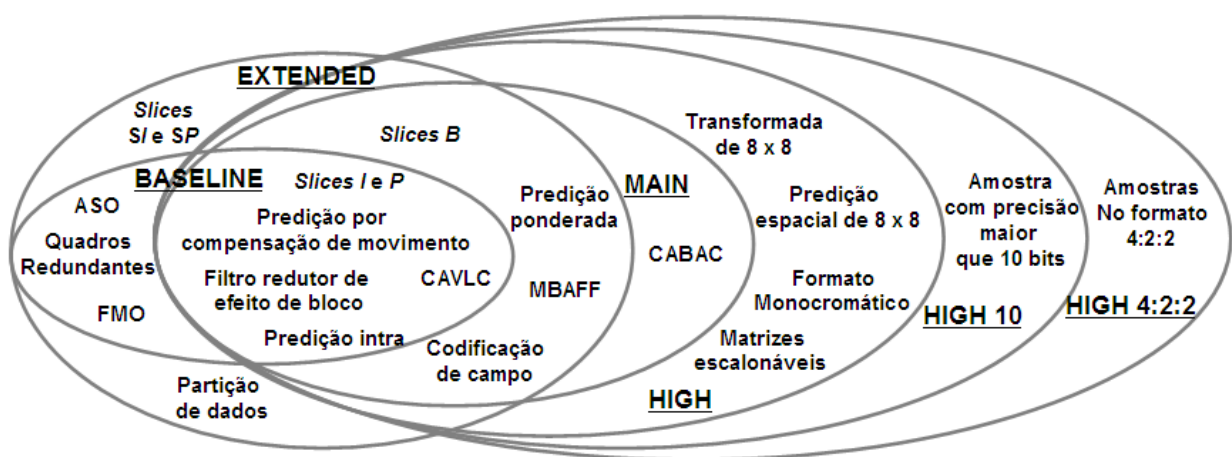 EXTENDED
Slices
SI e SP
Slices B
BASELINE
Slices I e P
ASO
Quadros
Redundantes
FMO
Predição por
compensação de movimento
Filtro redutor de
efeito de bloco
CAVLC
Predição intra
Partição
de dados
Predição
ponderada
MBAFF
Codificação
de campo
MAIN
CABAC
Transformada
de 8 x 8
Predição
espacial de 8 x 8
Formato
Monocromático
Matrizes
escalonáveis
HIGH
Amostra
com precisão
maior
que 10 bits
HIGH 10
Amostras
No formato
4:2:2
HIGH 4:2:2